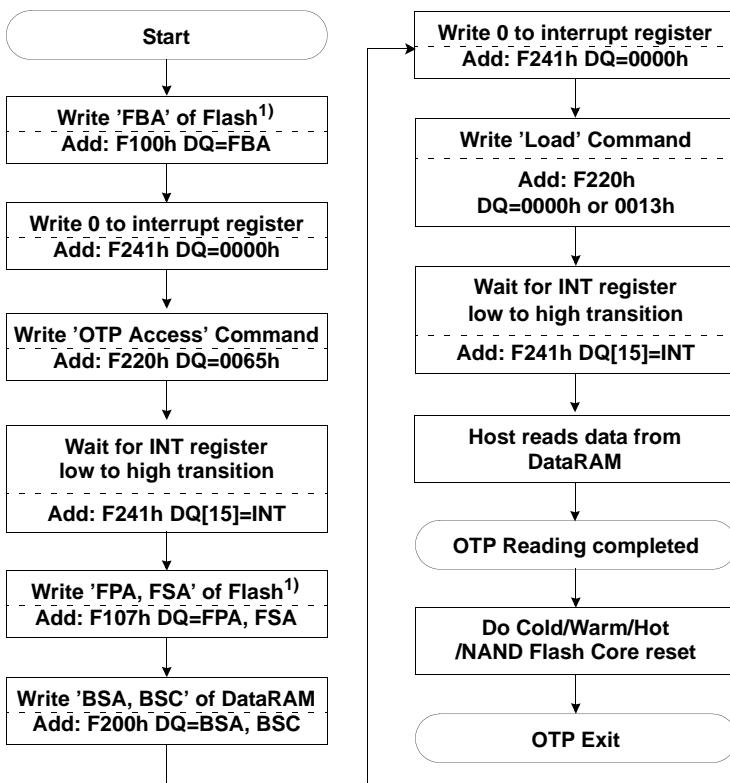 Start
Write 'FBA' of Flash1)
Add: F100h DQ=FBA
Write 0 to interrupt register
Add: F241h DQ=0000h
Write 'OTP Access' Command
Add: F220h DQ=0065h
Wait for INT register
low to high transition
Add: F241h DQ[15]=INT
Write 'FPA, FSA' of Flash1)
Add: F107h DQ=FPA, FSA
Write 'BSA, BSC' of DataRAM
Add: F200h DQ=BSA, BSC
Write 0 to interrupt register
Add: F241h DQ=0000h
Write 'Load' Command
Add: F220h
DQ=0000h or 0013h
Wait for INT register
low to high transition
Add: F241h DQ[15]=INT
Host reads data from
DataRAM
OTP Reading completed
Do Cold/Warm/Hot
/NAND Flash Core reset
OTP Exit